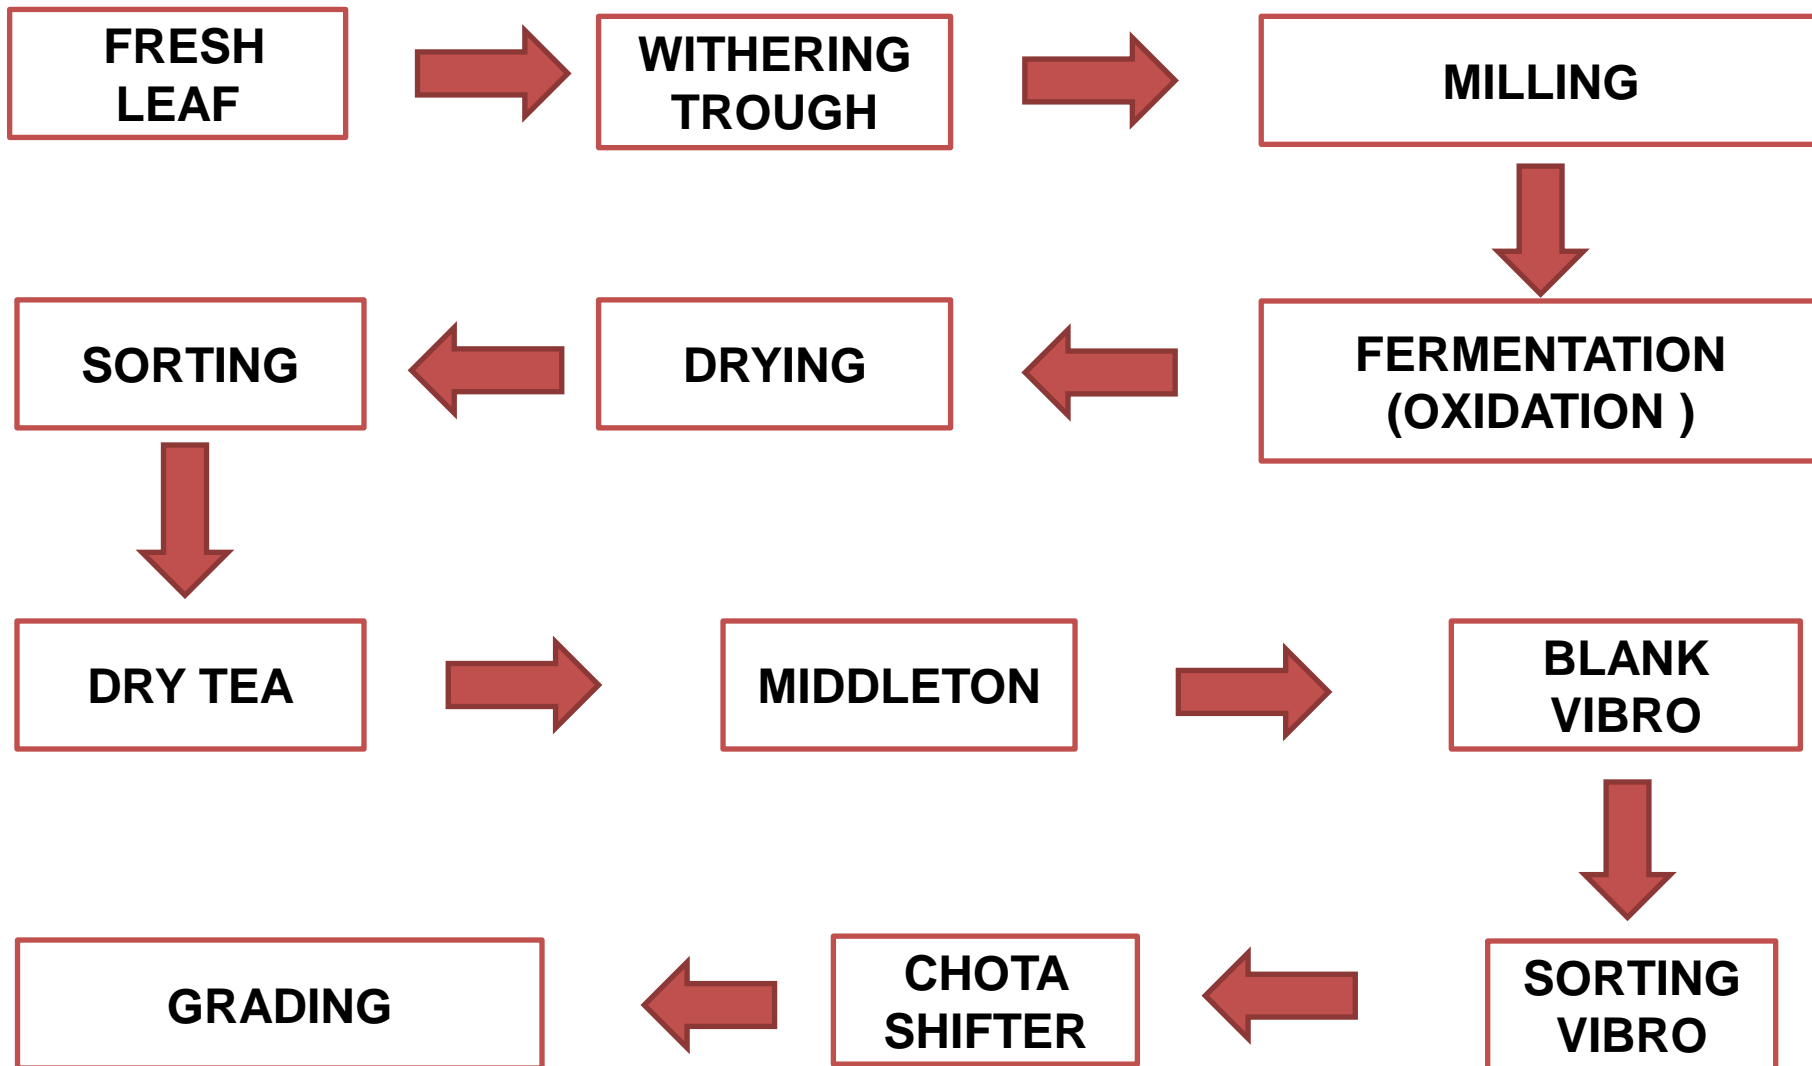 FRESH
LEAF
WITHERING
TROUGH
MILLING
SORTING
DRYING
FERMENTATION
(OXIDATION )
DRY TEA
MIDDLETON
BLANK
VIBRO
GRADING
CHOTA
SHIFTER
SORTING
VIBRO